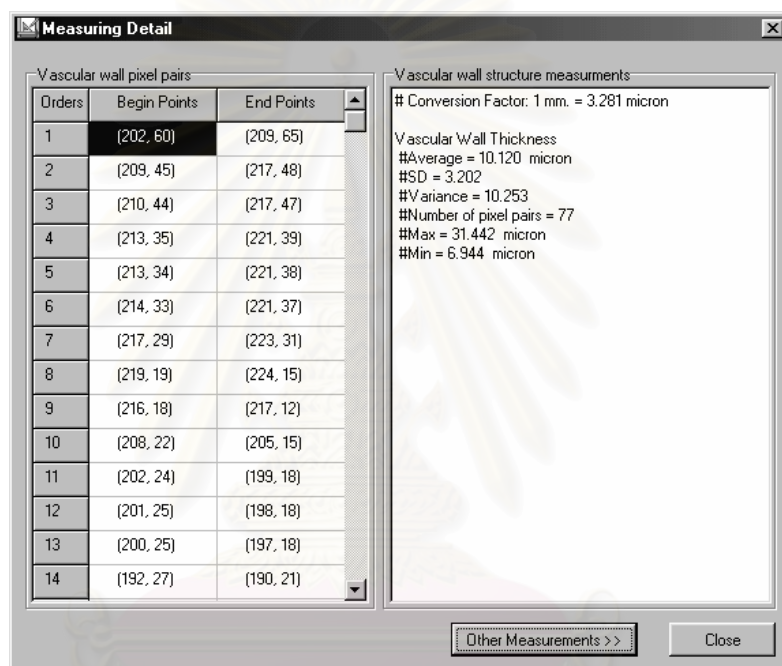 Measuring Detail
Vascular wall pixel pairs
Orders Begin Points End Points
1 (202, 60) (209, 65)
2 (209, 45) (217, 48)
3 (210, 44) (217, 47)
4 (213, 35) (221, 39)
5 (213, 34) (221, 38)
6 (214, 33) (221, 37)
7 (217, 29) (223, 31)
8 (219, 19) (224, 15)
9 (216, 18) (217, 12)
10 (208, 22) (205, 15)
11 (202, 24) (199, 18)
12 (201, 25) (198, 18)
13 (200, 25) (197, 18)
14 (192, 27) (190, 21)
Vascular wall structure measurments
# Conversion Factor: 1 mm. = 3.281 micron
Vascular Wall Thickness
#Average = 10.120 micron
#SD = 3.202
#Variance = 10.253
#Number of pixel pairs = 77
#Max = 31.442 micron
#Min = 6.944 micron
Other Measurements >>
Close